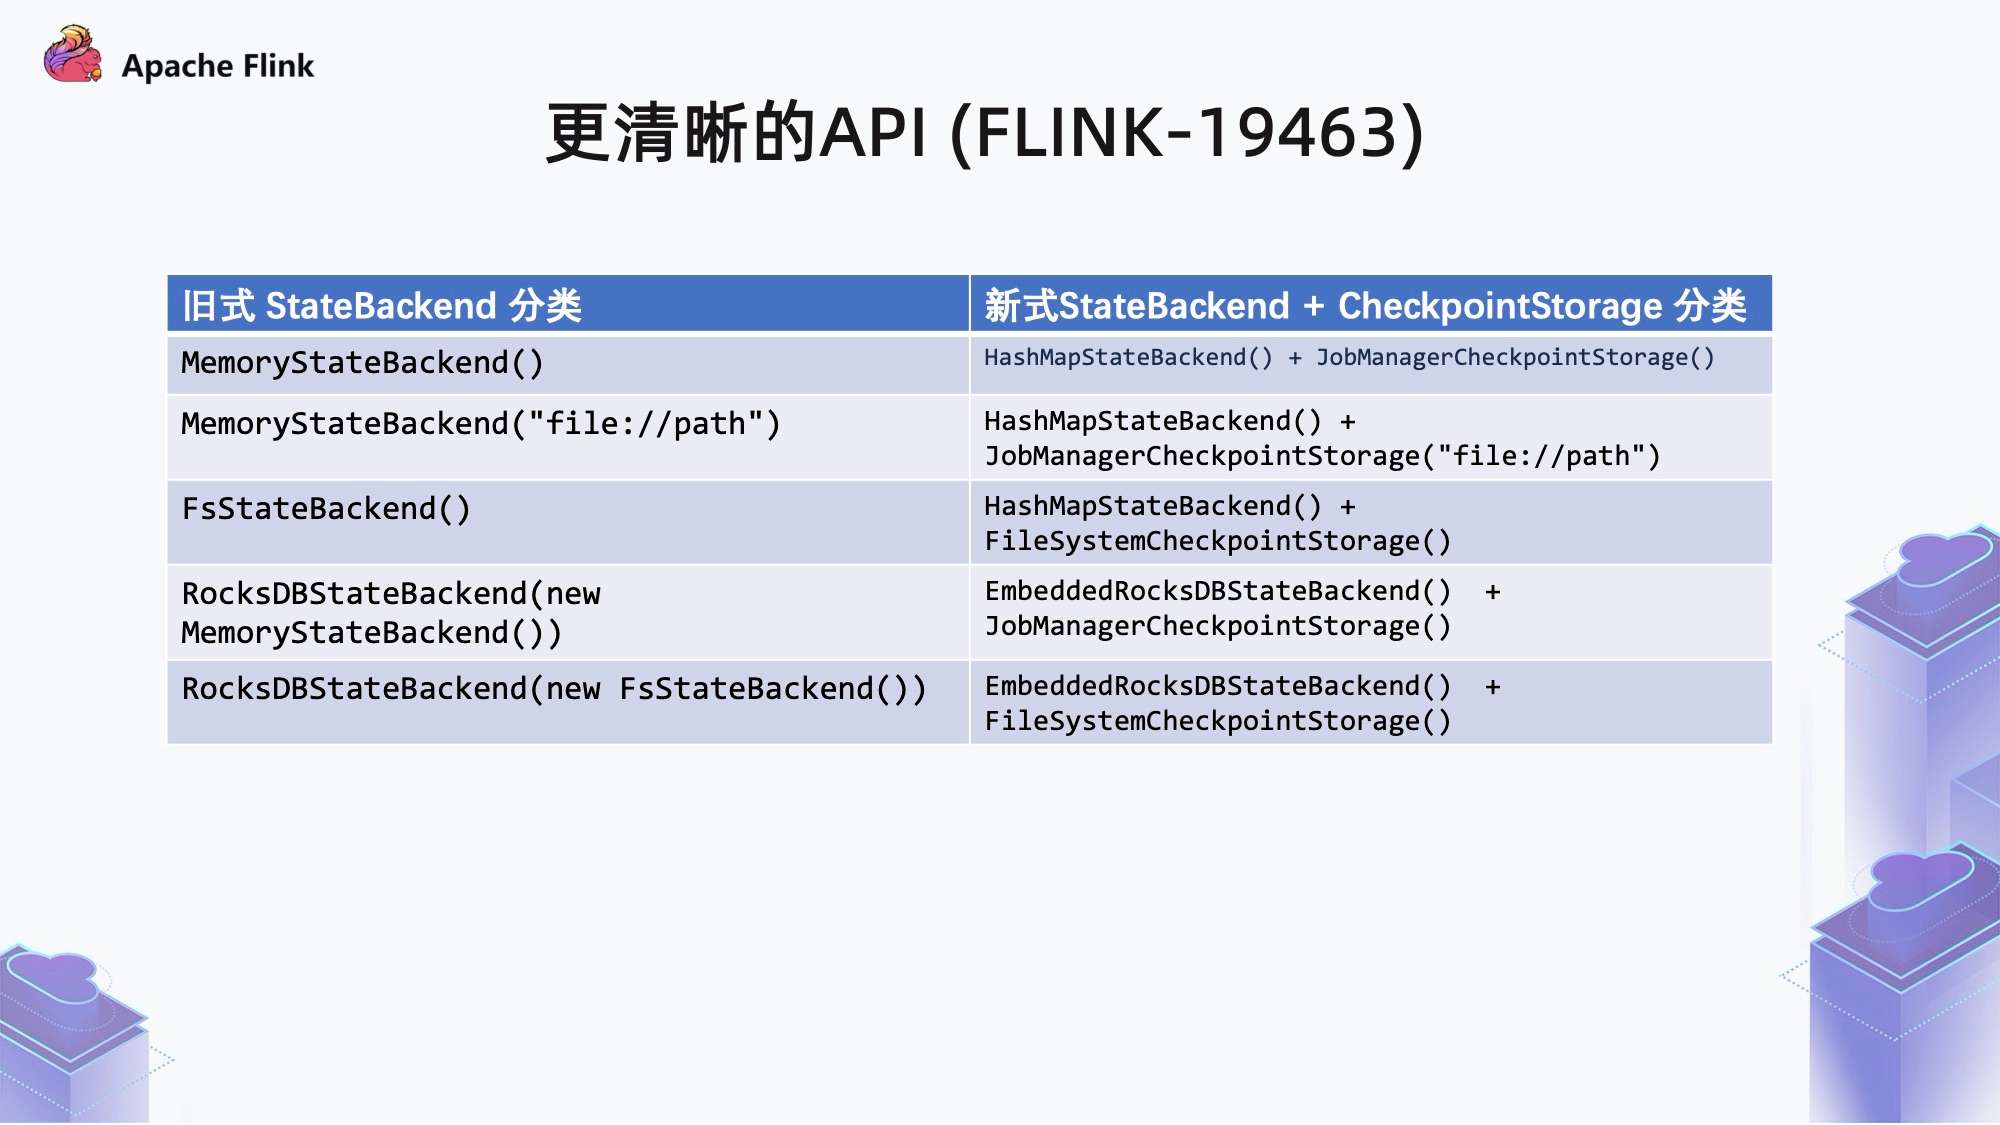 Apache Flink
更清晰的API (FLINK-19463)
旧式 StateBackend 分类
新式StateBackend + CheckpointStorage 分类
MemoryStateBackend()
HashMapStateBackend() + JobManagerCheckpointStorage()
MemoryStateBackend("file://path")
HashMapStateBackend() +
JobManagerCheckpointStorage("file://path")
FsStateBackend()
HashMapStateBackend() +
FileSystemCheckpointStorage()
RocksDBStateBackend(new
MemoryStateBackend())
EmbeddedRocksDBStateBackend()  +
JobManagerCheckpointStorage()
RocksDBStateBackend(new FsStateBackend())
EmbeddedRocksDBStateBackend()  +
FileSystemCheckpointStorage()